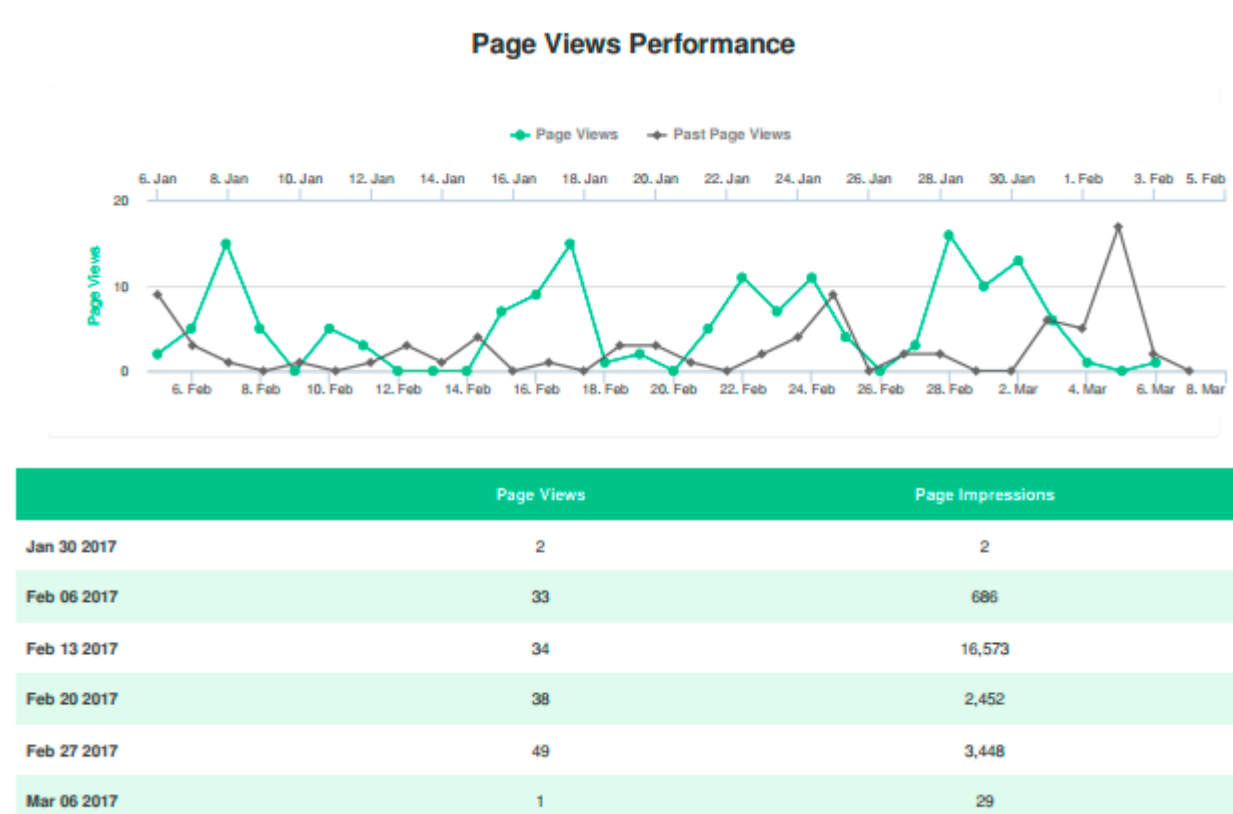 Page Views Performance
Page Views Past Page Views
6. Jan 8. Jan 10. Jan 12. Jan 14. Jan 16. Jan 18. Jan 20. Jan 22. Jan 24. Jan 26. Jan 28. Jan 30. Jan 1. Feb 3. Feb 5. Feb
20
Page Views
10
0
6. Feb 8. Feb 10. Feb 12. Feb 14. Feb 16. Feb 18. Feb 20. Feb 22. Feb 24. Feb 26. Feb 28. Feb 2. Mar 4. Mar 6. Mar 8. Mar
Page Views Page Impressions
Jan 30 2017 2 2
Feb 06 2017 33 686
Feb 13 2017 34 16,573
Feb 20 2017 38 2,452
Feb 27 2017 49 3,448
Mar 06 2017 1 29